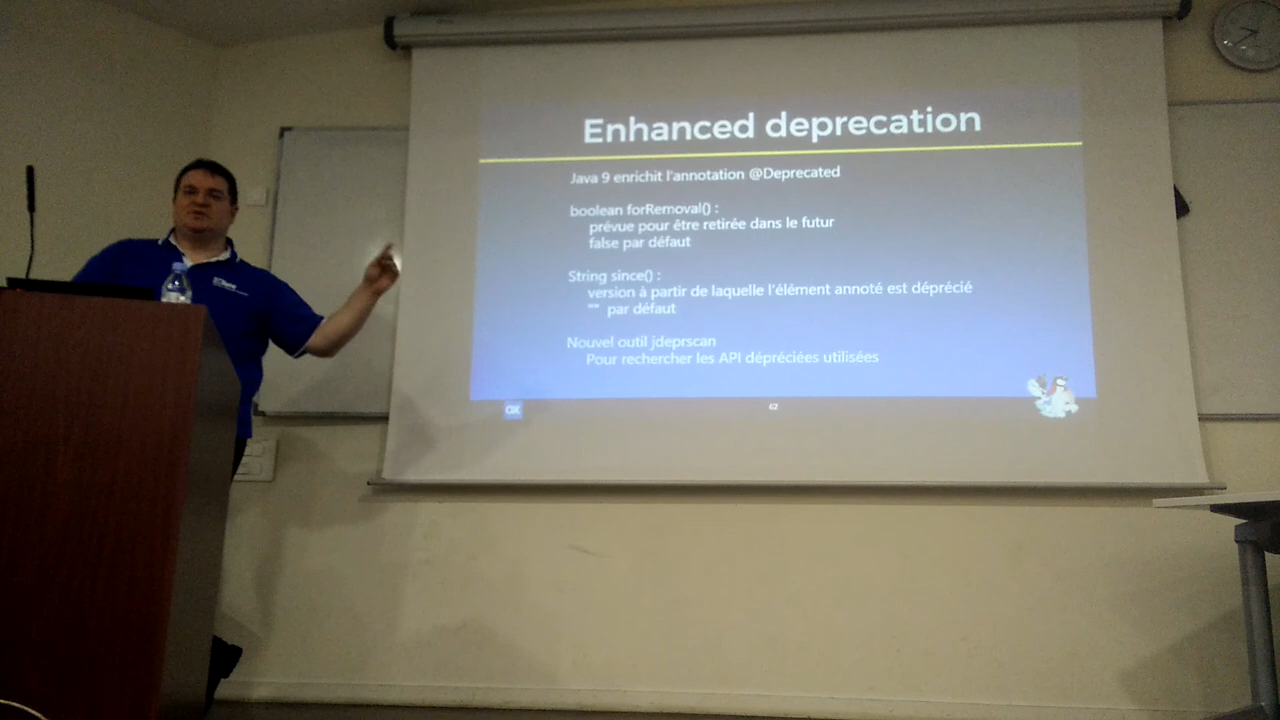 Enhanced deprecation
Java 9 enrichit l'annotation @Deprecated
boolean forRemoval() :
prévue pour être retirée dans le futur
false par défaut
String since() :
version à partir de laquelle l'élément annoté est déprécié
"" par défaut
Nouvel outil jdeprscan
Pour rechercher les API dépréciées utilisées
62